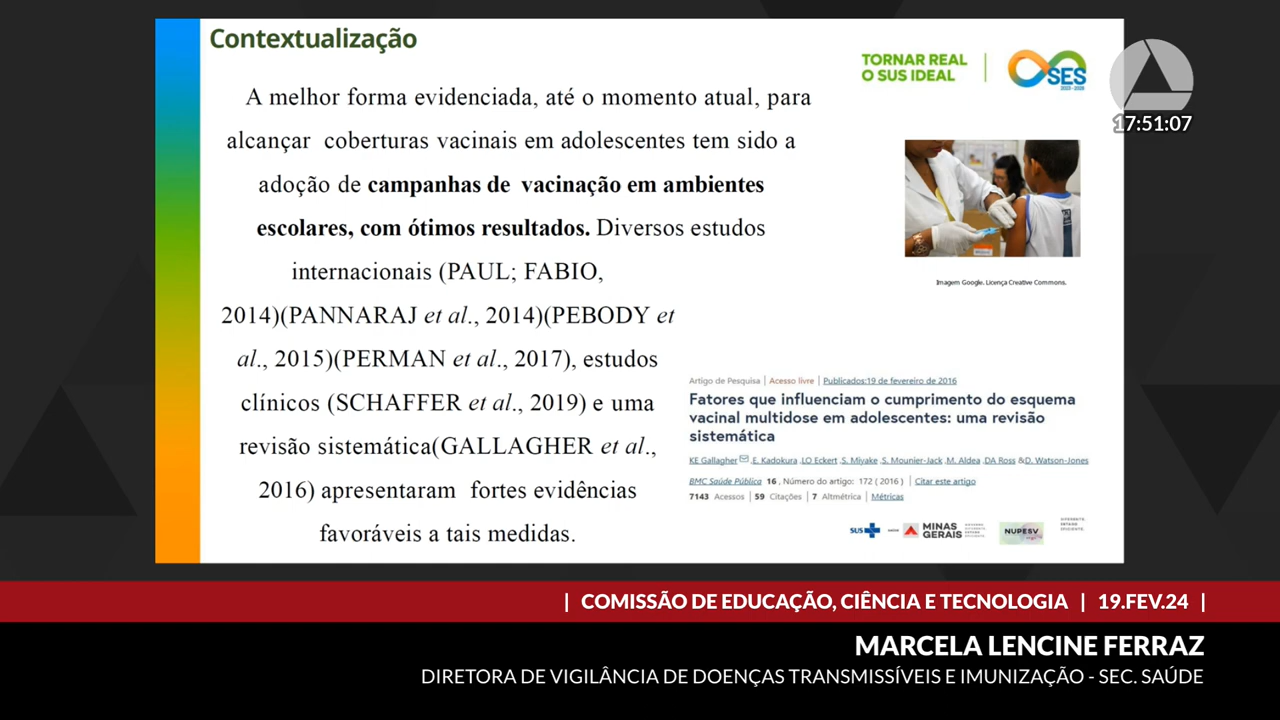 Contextualização
TORNAR REAL
O SUS IDEAL
SES
17:51:07
A melhor forma evidenciada, até o momento atual, para
alcançar coberturas vacinais em adolescentes tem sido a
adoção de campanhas de vacinação em ambientes
escolares, com ótimos resultados. Diversos estudos
internacionais (PAUL; FABIO,
2014)(PANNARAJ et al., 2014)(PEBODY et
al., 2015)(PERMAN et al., 2017), estudos
clínicos (SCHAFFER et al., 2019) e uma
revisão sistemática(GALLAGHER et al.,
2016) apresentaram fortes evidências
favoráveis a tais medidas.
Imagem Google. Licença Creative Commons.
Artigo de Pesquisa | Acesso livre | Publicados:19 de fevereiro de 2016
Fatores que influenciam o cumprimento do esquema
vacinal multidose em adolescentes: uma revisão
sistemática
KE Gallagher ,E. Kadokura ,LO Eckert ,S. Miyake ,S. Mounier-Jack ,M. Aldea ,DA Ross &D. Watson-Jones
BMC Saúde Pública 16 , Número do artigo: 172 ( 2016 ) | Citar este artigo
7143 Acessos | 59 Citações | 7 Altmétrica | Métricas
SUS
MINAS
GERAIS
NUPESV
| COMISSÃO DE EDUCAÇÃO, CIÊNCIA E TECNOLOGIA | 19.FEV.24 |
MARCELA LENCINE FERRAZ
DIRETORA DE VIGILÂNCIA DE DOENÇAS TRANSMISSÍVEIS E IMUNIZAÇÃO - SEC. SAÚDE